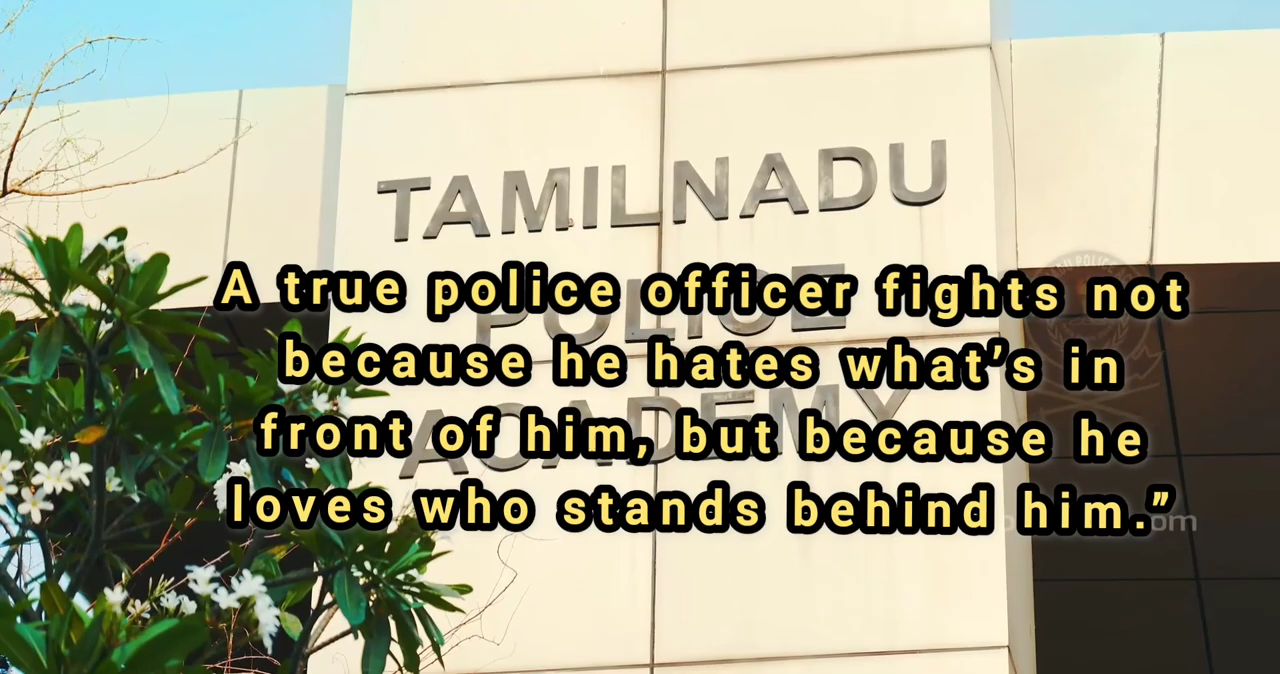 TAMILNADU
POLICE
ACADEMY
A true police officer fights not
because he hates what’s in
front of him, but because he
loves who stands behind him.”